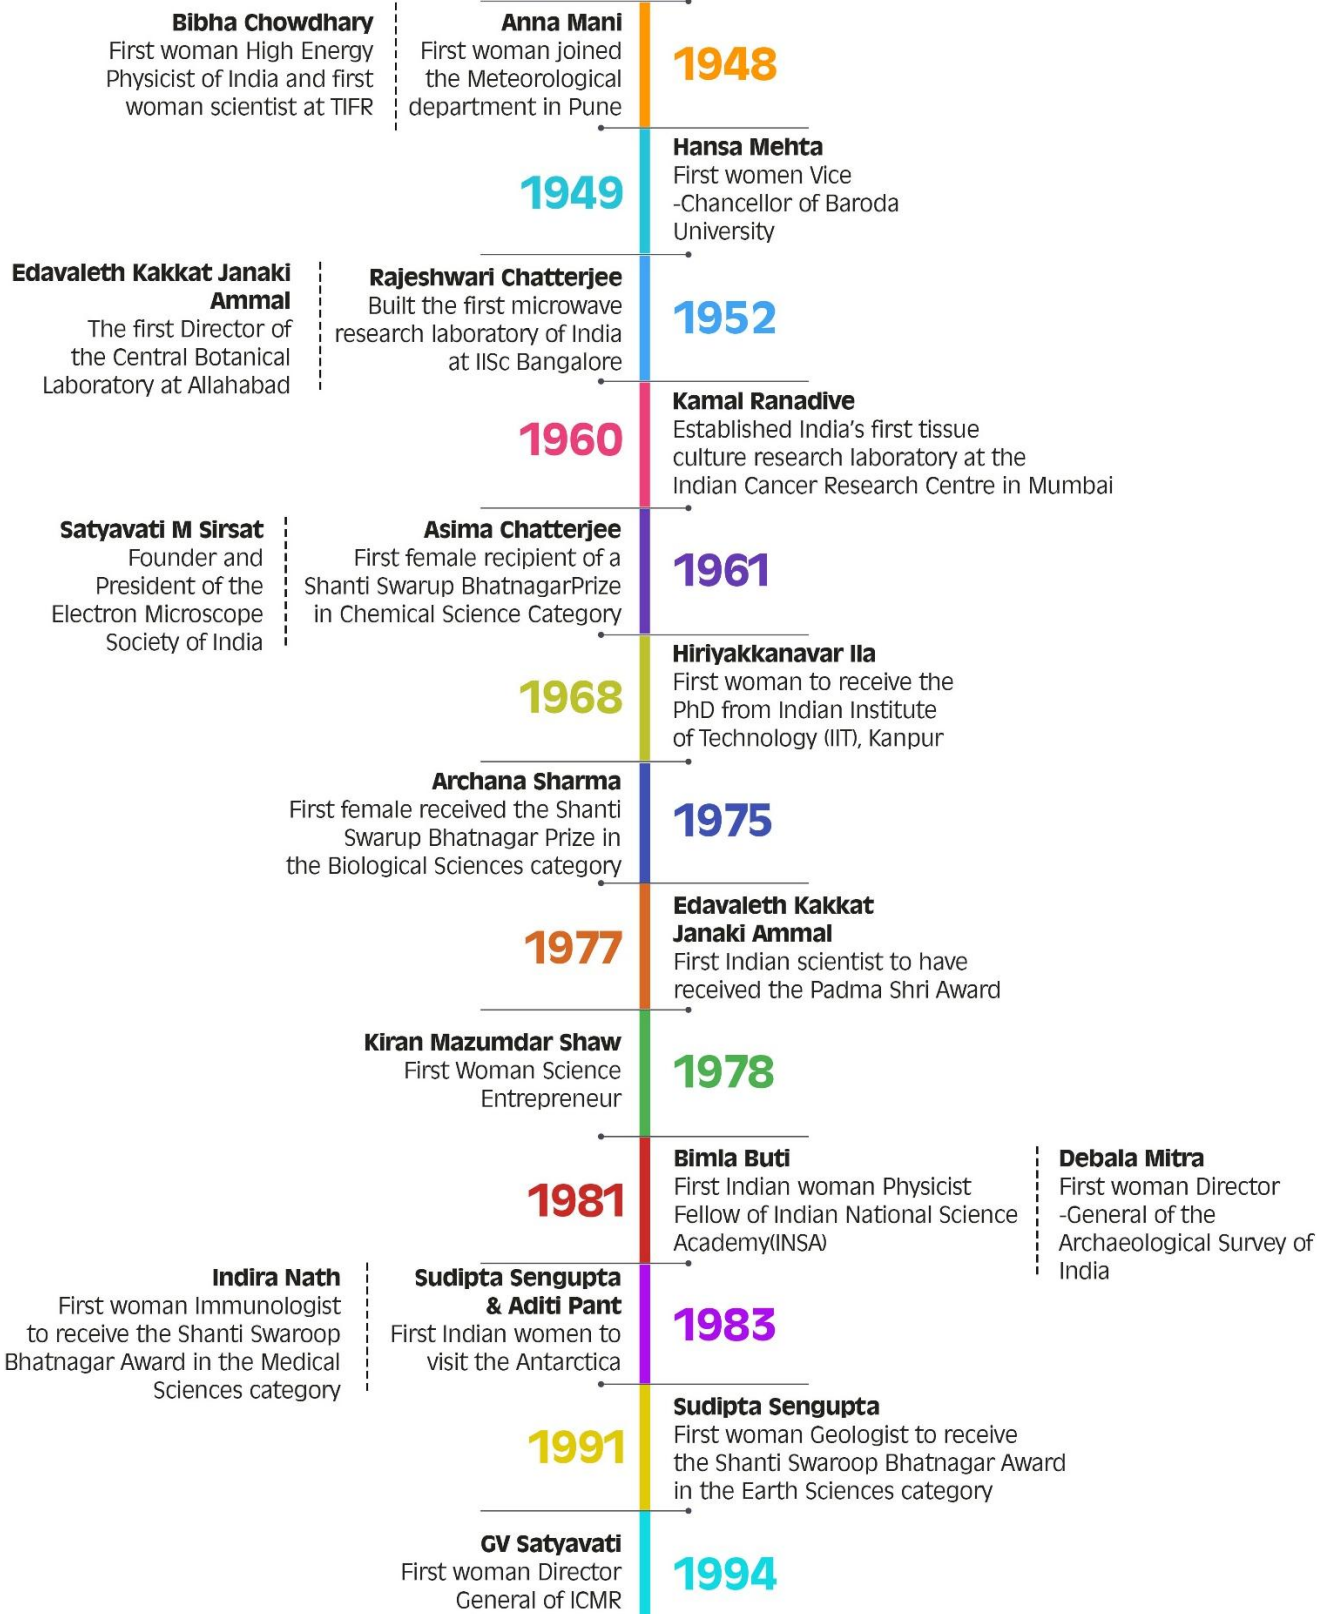 Bibha Chowdhary
First woman High Energy
Physicist of India and first
woman scientist at TIFR
Anna Mani
First woman joined
the Meteorological
department in Pune
1948
1949
Hansa Mehta
First women Vice
-Chancellor of Baroda
University
Edavaleth Kakkat Janaki
Ammal
The first Director of
the Central Botanical
Laboratory at Allahabad
Rajeshwari Chatterjee
Built the first microwave
research laboratory of India
at IISc Bangalore
1952
1960
Kamal Ranadive
Established India's first tissue
culture research laboratory at the
Indian Cancer Research Centre in Mumbai
Satyavati M Sirsat
Founder and
President of the
Electron Microscope
Society of India
Asima Chatterjee
First female recipient of a
Shanti Swarup BhatnagarPrize
in Chemical Science Category
1961
1968
Hiriyakkanavar Ila
First woman to receive the
PhD from Indian Institute
of Technology (IIT), Kanpur
Archana Sharma
First female received the Shanti
Swarup Bhatnagar Prize in
the Biological Sciences category
1975
1977
Edavaleth Kakkat
Janaki Ammal
First Indian scientist to have
received the Padma Shri Award
Kiran Mazumdar Shaw
First Woman Science
Entrepreneur
1978
1981
Bimla Buti
First Indian woman Physicist
Fellow of Indian National Science
Academy(INSA)
Debala Mitra
First woman Director
-General of the
Archaeological Survey of
India
Indira Nath
First woman Immunologist
to receive the Shanti Swaroop
Bhatnagar Award in the Medical
Sciences category
Sudipta Sengupta
& Aditi Pant
First Indian women to
visit the Antarctica
1983
1991
Sudipta Sengupta
First woman Geologist to receive
the Shanti Swaroop Bhatnagar Award
in the Earth Sciences category
GV Satyavati
First woman Director
General of ICMR
1994